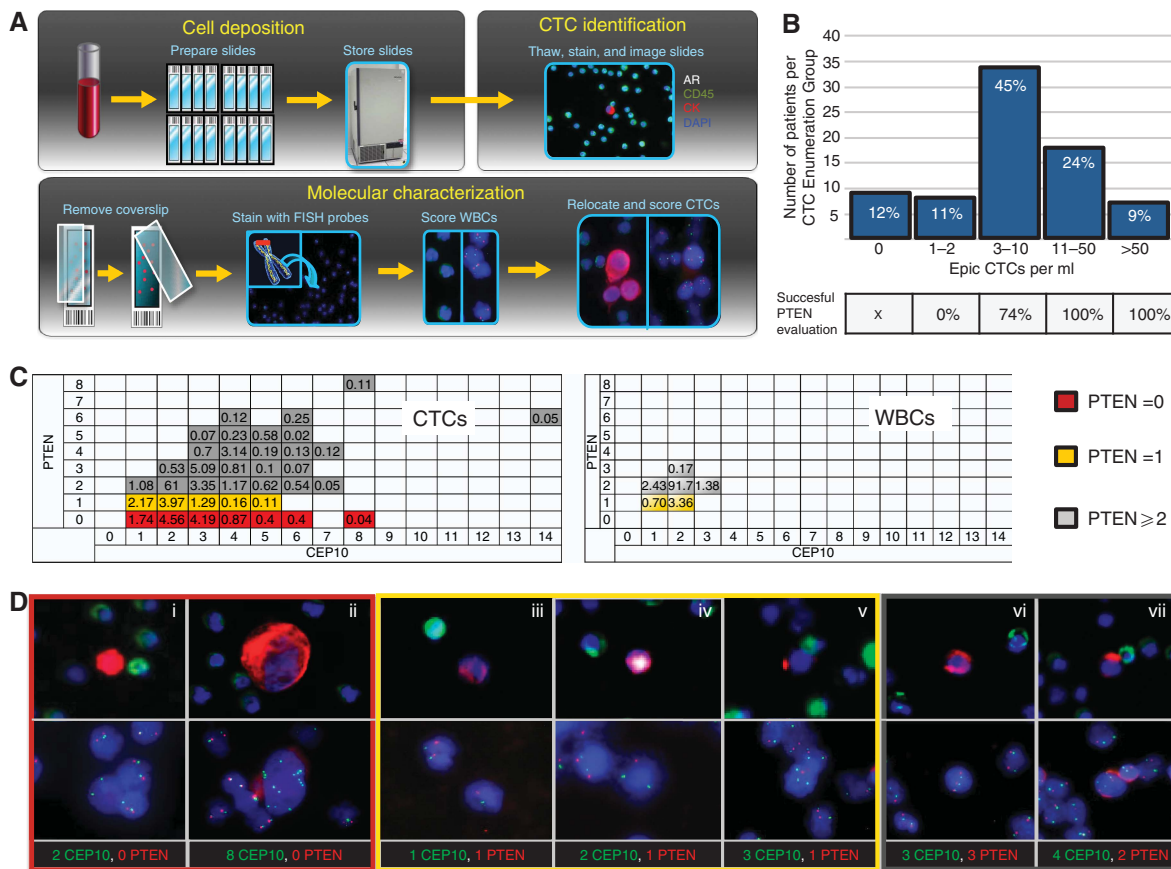 A
Cell deposition
Prepare slides
Store slides
CTC identification
Thaw, stain, and image slides
AR
CD45
CK
DAPI
Molecular characterization
Remove coverslip
Stain with FISH probes
Score WBCs
Relocate and score CTCs
B
Number of patients per
CTC Enumeration Group
40
35
30
25
20
15
10
5
12%
11%
45%
24%
9%
0
1–2
3–10
11–50
>50
Epic CTCs per ml
Succesful
PTEN
evaluation
x
0%
74%
100%
100%
C
PTEN
CTCs
8 0.11
7
6 0.12 0.25 0.05
5 0.07 0.23 0.58 0.02
4 0.7 3.14 0.19 0.13 0.12
3 0.53 5.09 0.81 0.1 0.07
2 1.08 61 3.35 1.17 0.62 0.54 0.05
1 2.17 3.97 1.29 0.16 0.11
0 1.74 4.56 4.19 0.87 0.4 0.4 0.04
0 1 2 3 4 5 6 7 8 9 10 11 12 13 14
CEP10
PTEN
WBCs
8
7
6
5
4
3 0.17
2 2.43 91.7 1.38
1 0.70 3.36
0
0 1 2 3 4 5 6 7 8 9 10 11 12 13 14
CEP10
PTEN =0
PTEN =1
PTEN ⩾2
D
i
ii
iii
iv
v
vi
vii
2 CEP10, 0 PTEN
8 CEP10, 0 PTEN
1 CEP10, 1 PTEN
2 CEP10, 1 PTEN
3 CEP10, 1 PTEN
3 CEP10, 3 PTEN
4 CEP10, 2 PTEN